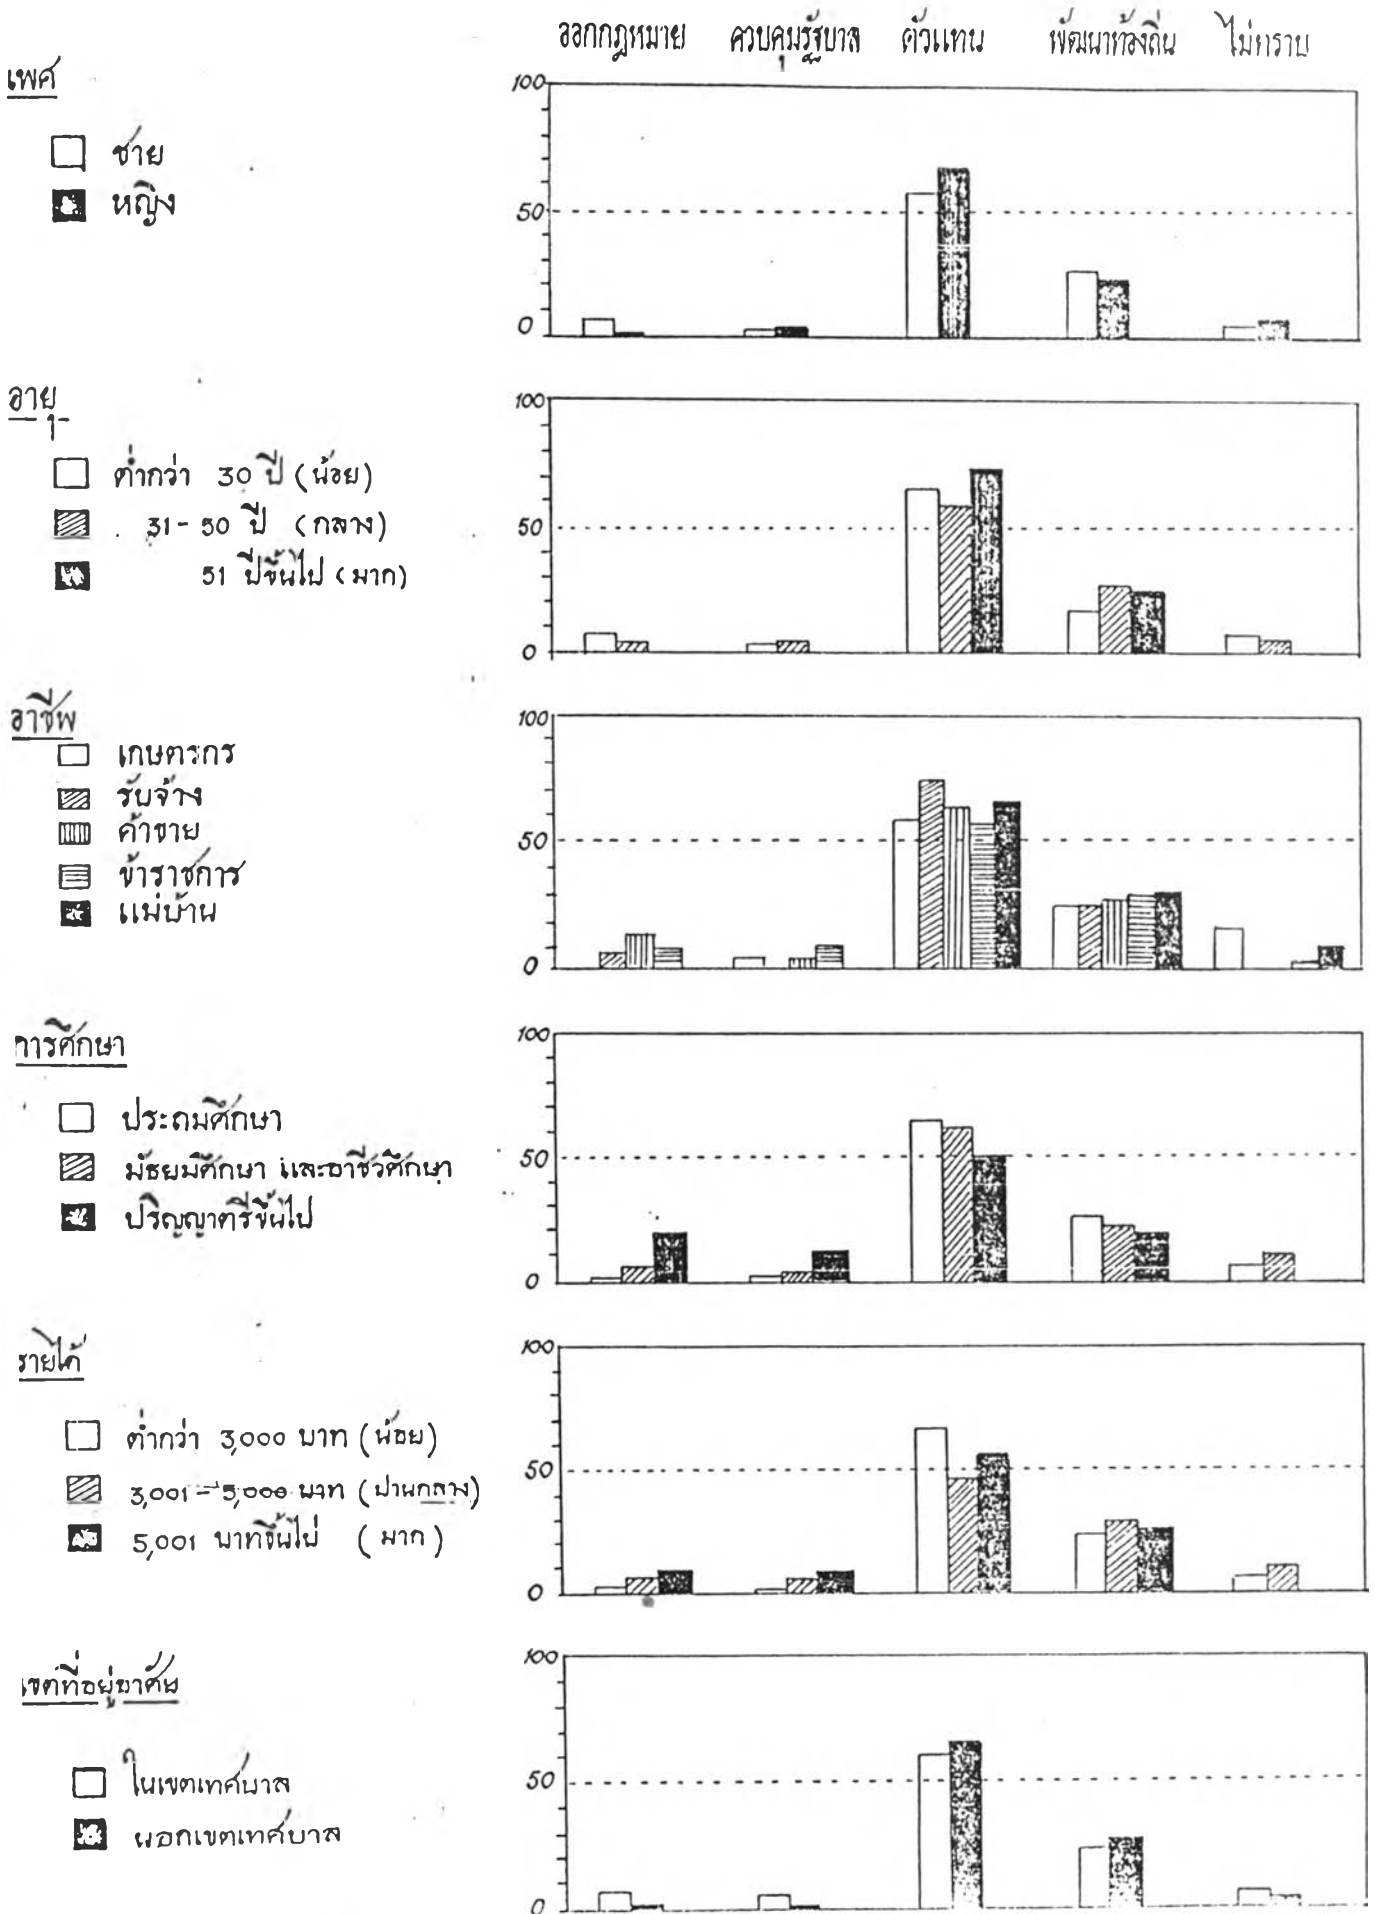 ออกกฎหมาย ควบคุมรัฐบาล ตัวแทน พัฒนาท้องถิ่น ไม่ทราบ
เพศ
ชาย
หญิง
100
50
0
อายุ
ต่ำกว่า 30 ปี (น้อย)
31-50 ปี (กลาง)
51 ปีขึ้นไป (มาก)
100
50
0
อาชีพ
เกษตรกร
รับจ้าง
ค้าขาย
ข้าราชการ
แม่บ้าน
100
50
0
การศึกษา
ประถมศึกษา
มัธยมศึกษา และอาชีวศึกษา
ปริญญาตรีขึ้นไป
100
50
0
รายได้
ต่ำกว่า 3,000 บาท (น้อย)
3,001 - 5,000 บาท (ปานกลาง)
5,001 บาทขึ้นไป (มาก)
100
50
0
เขตที่อยู่อาศัย
ในเขตเทศบาล
นอกเขตเทศบาล
100
50
0